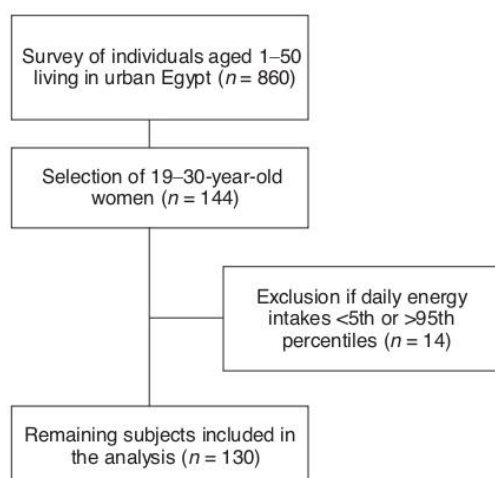 Survey of individuals aged 1–50
living in urban Egypt (n = 860)
Selection of 19–30-year-old
women (n = 144)
Exclusion if daily energy
intakes <5th or >95th
percentiles (n = 14)
Remaining subjects included in
the analysis (n = 130)